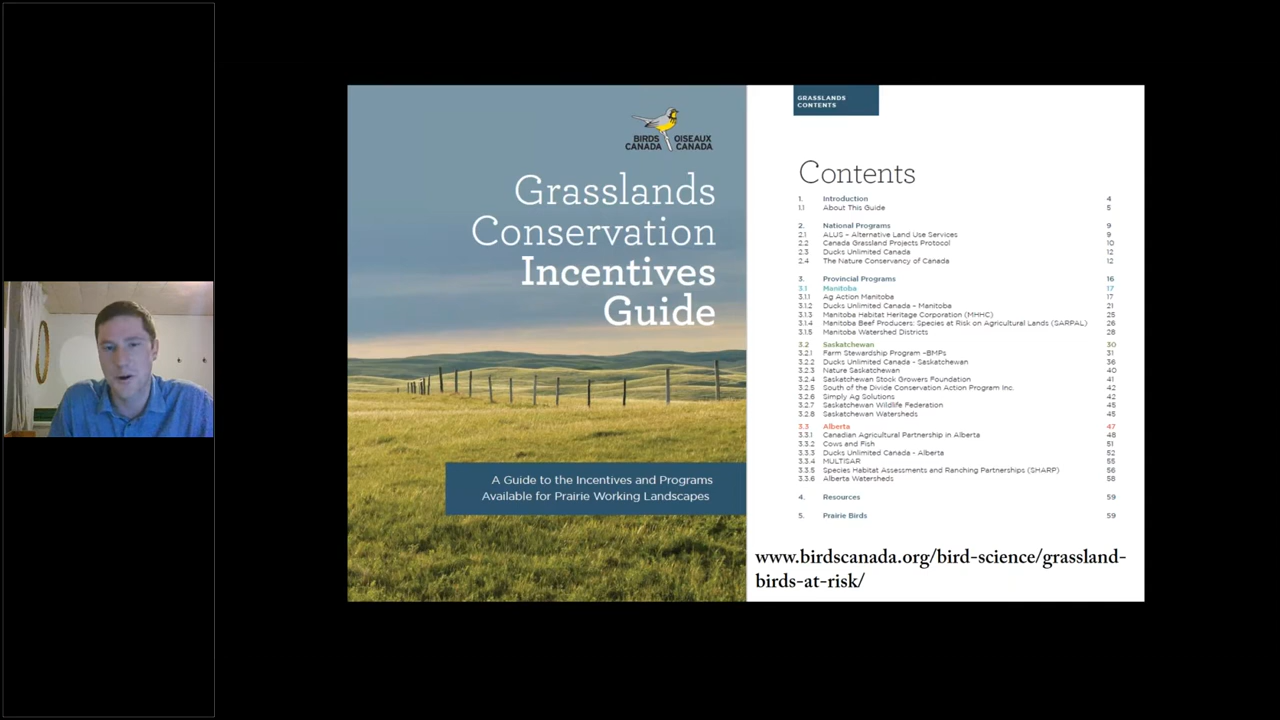 BIRDS CANADA
OISEAUX CANADA
Grasslands
Conservation
Incentives
Guide
A Guide to the Incentives and Programs
Available for Prairie Working Landscapes
GRASSLANDS
CONTENTS
Contents
1. Introduction 4
1.1 About This Guide 5
2. National Programs 9
2.1 ALUS – Alternative Land Use Services 9
2.2 Canada Grassland Projects Protocol 10
2.3 Ducks Unlimited Canada 12
2.4 The Nature Conservancy of Canada 12
3. Provincial Programs 16
3.1 Manitoba 17
3.1.1 Ag Action Manitoba 17
3.1.2 Ducks Unlimited Canada – Manitoba 21
3.1.3 Manitoba Habitat Heritage Corporation (MHHC) 25
3.1.4 Manitoba Beef Producers: Species at Risk on Agricultural Lands (SARPAL) 26
3.1.5 Manitoba Watershed Districts 28
3.2 Saskatchewan 30
3.2.1 Farm Stewardship Program –BMPs 31
3.2.2 Ducks Unlimited Canada - Saskatchewan 36
3.2.3 Nature Saskatchewan 40
3.2.4 Saskatchewan Stock Growers Foundation 41
3.2.5 South of the Divide Conservation Action Program Inc. 42
3.2.6 Simply Ag Solutions 42
3.2.7 Saskatchewan Wildlife Federation 45
3.2.8 Saskatchewan Watersheds 45
3.3 Alberta 47
3.3.1 Canadian Agricultural Partnership in Alberta 48
3.3.2 Cows and Fish 51
3.3.3 Ducks Unlimited Canada - Alberta 52
3.3.4 MULTISAR 55
3.3.5 Species Habitat Assessments and Ranching Partnerships (SHARP) 56
3.3.6 Alberta Watersheds 58
4. Resources 59
5. Prairie Birds 59
www.birdscanada.org/bird-science/grassland-
birds-at-risk/